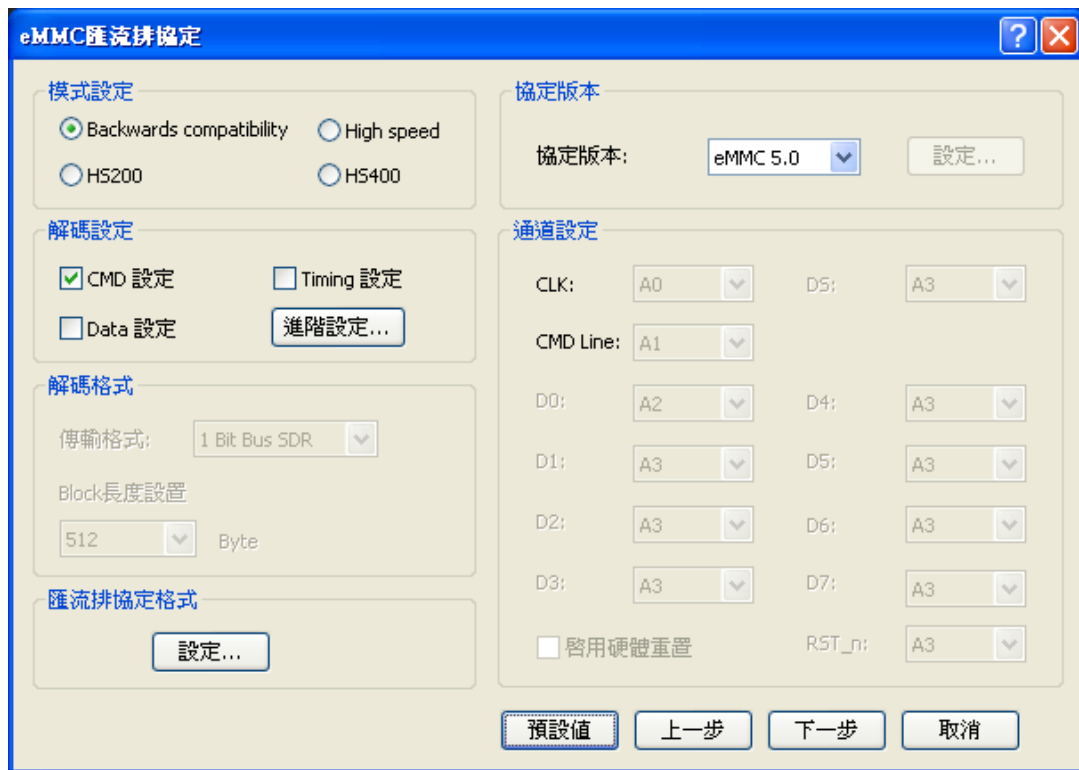 eMMC匯流排協定
模式設定
Backwards compatibility
High speed
HS200
HS400
協定版本
協定版本:
eMMC 5.0
設定...
解碼設定
CMD 設定
Timing 設定
Data 設定
進階設定...
解碼格式
傳輸格式:
1 Bit Bus SDR
Block長度設置
512
Byte
匯流排協定格式
設定...
通道設定
CLK:
A0
DS:
A3
CMD Line:
A1
D0:
A2
D4:
A3
D1:
A3
D5:
A3
D2:
A3
D6:
A3
D3:
A3
D7:
A3
啓用硬體重置
RST_n:
A3
預設值
上一步
下一步
取消